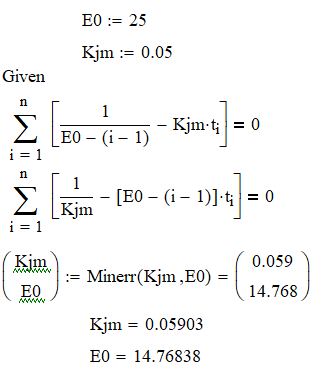 E0 := 25
Kjm := 0.05
Given
n ∑ i = 1 [ 1 / (E0 − (i − 1)) − Kjm·t_i ] = 0
n ∑ i = 1 [ 1 / Kjm − [E0 − (i − 1)]·t_i ] = 0
( Kjm E0 ) := Minerr(Kjm ,E0) = ( 0.059 14.768 )
Kjm = 0.05903
E0 = 14.76838